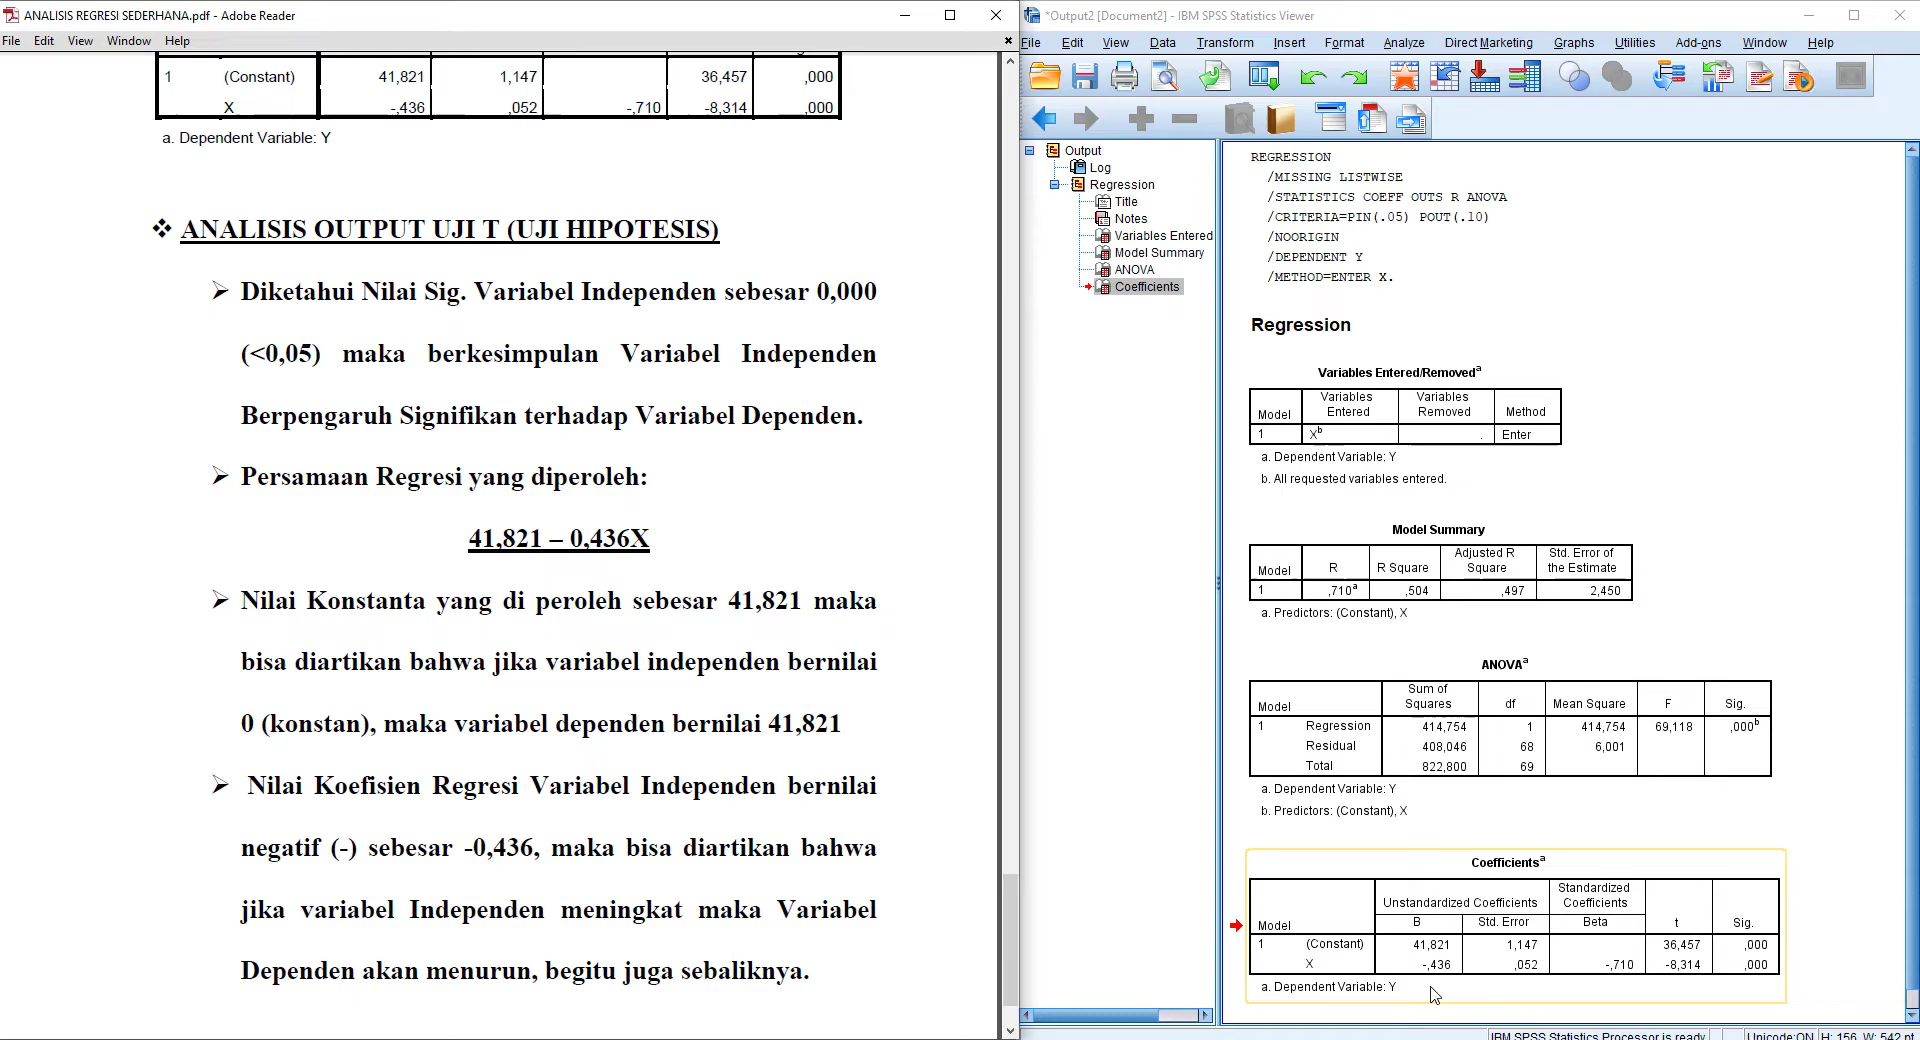 ANALISIS REGRESI SEDERHANA.pdf - Adobe Reader
File Edit View Window Help
1 (Constant) 41,821 1,147 36,457 ,000
X -,436 ,052 -,710 -8,314 ,000
a. Dependent Variable: Y
❖ ANALISIS OUTPUT UJI T (UJI HIPOTESIS)
➢ Diketahui Nilai Sig. Variabel Independen sebesar 0,000
(<0,05) maka berkesimpulan Variabel Independen
Berpengaruh Signifikan terhadap Variabel Dependen.
➢ Persamaan Regresi yang diperoleh:
41,821 – 0,436X
➢ Nilai Konstanta yang di peroleh sebesar 41,821 maka
bisa diartikan bahwa jika variabel independen bernilai
0 (konstan), maka variabel dependen bernilai 41,821
➢ Nilai Koefisien Regresi Variabel Independen bernilai
negatif (-) sebesar -0,436, maka bisa diartikan bahwa
jika variabel Independen meningkat maka Variabel
Dependen akan menurun, begitu juga sebaliknya.
*Output2 [Document2] - IBM SPSS Statistics Viewer
File Edit View Data Transform Insert Format Analyze Direct Marketing Graphs Utilities Add-ons Window Help
Output
Log
Regression
Title
Notes
Variables Entered
Model Summary
ANOVA
Coefficients
REGRESSION
/MISSING LISTWISE
/STATISTICS COEFF OUTS R ANOVA
/CRITERIA=PIN(.05) POUT(.10)
/NOORIGIN
/DEPENDENT Y
/METHOD=ENTER X.
Regression
Variables Entered/Removed^a
Variables Variables
Model Entered Removed Method
1 X^b . Enter
a. Dependent Variable: Y
b. All requested variables entered.
Model Summary
Adjusted R Std. Error of
Model R R Square Square the Estimate
1 ,710^a ,504 ,497 2,450
a. Predictors: (Constant), X
ANOVA^a
Sum of
Model Squares df Mean Square F Sig.
1 Regression 414,754 1 414,754 69,118 ,000^b
Residual 408,046 68 6,001
Total 822,800 69
a. Dependent Variable: Y
b. Predictors: (Constant), X
Coefficients^a
Standardized
Unstandardized Coefficients Coefficients
Model B Std. Error Beta t Sig.
1 (Constant) 41,821 1,147 36,457 ,000
X -,436 ,052 -,710 -8,314 ,000
a. Dependent Variable: Y
IBM SPSS Statistics Processor is ready Unicode:ON H: 156, W: 542 pt